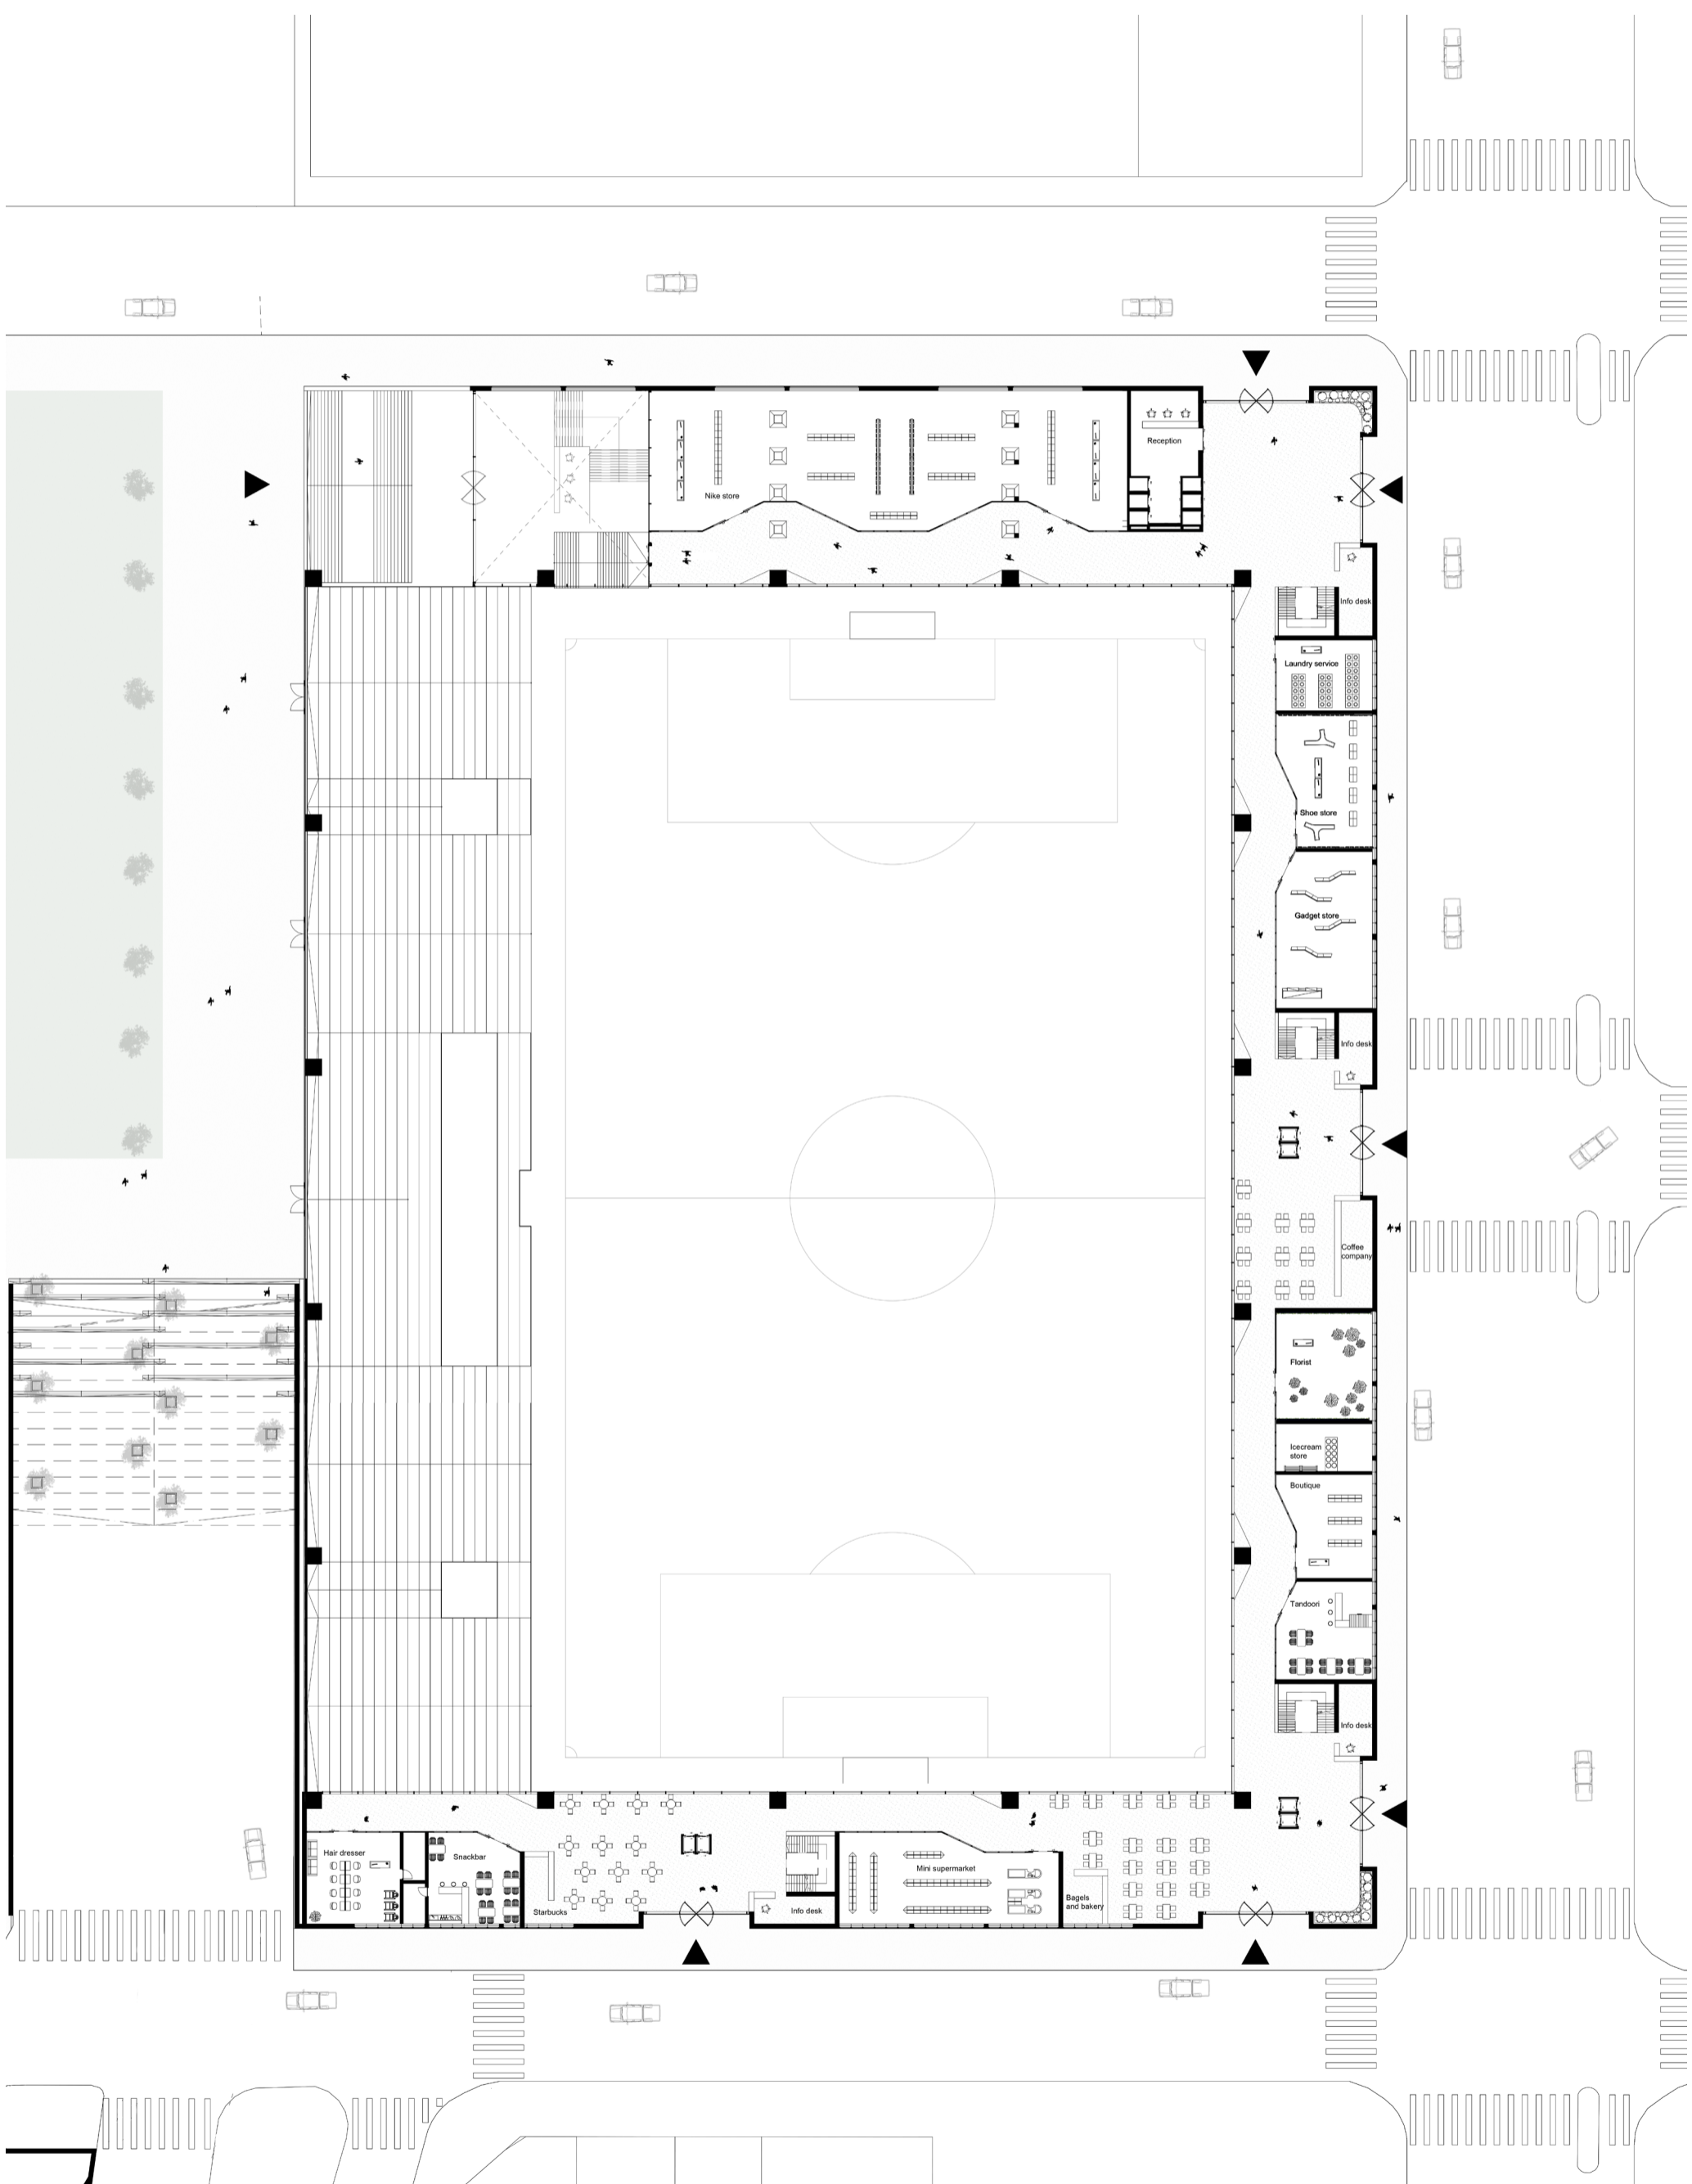 Reception
Nike store
Info desk
Laundry service
Shoe store
Gadget store
Info desk
Coffee
company
Florist
Icecream
store
Boutique
Tandoori
Info desk
Hair dresser
Snackbar
Starbucks
Info desk
Mini supermarket
Bagels
and bakery